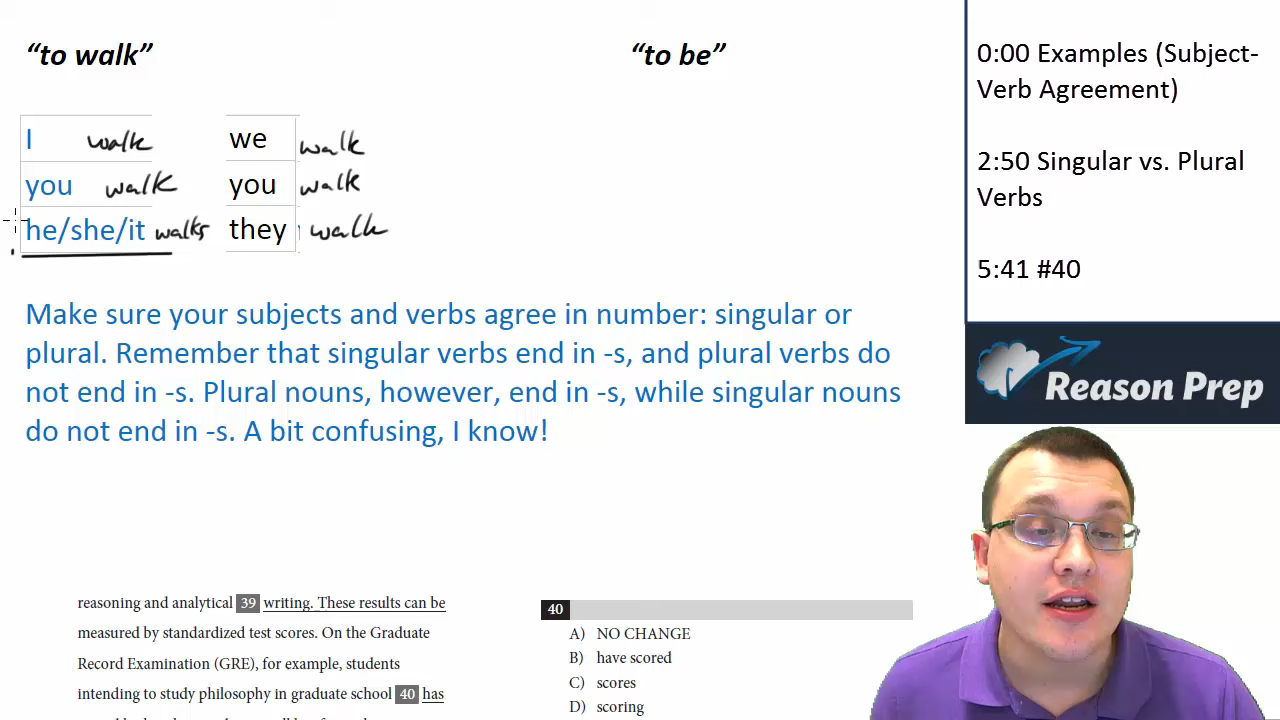 “to walk”
“to be”
I walk we walk
you walk you walk
he/she/it walks they walk
Make sure your subjects and verbs agree in number: singular or
plural. Remember that singular verbs end in -s, and plural verbs do
not end in -s. Plural nouns, however, end in -s, while singular nouns
do not end in -s. A bit confusing, I know!
reasoning and analytical 39 writing. These results can be
measured by standardized test scores. On the Graduate
Record Examination (GRE), for example, students
intending to study philosophy in graduate school 40 has
40
A) NO CHANGE
B) have scored
C) scores
D) scoring
0:00 Examples (Subject-
Verb Agreement)
2:50 Singular vs. Plural
Verbs
5:41 #40
Reason Prep